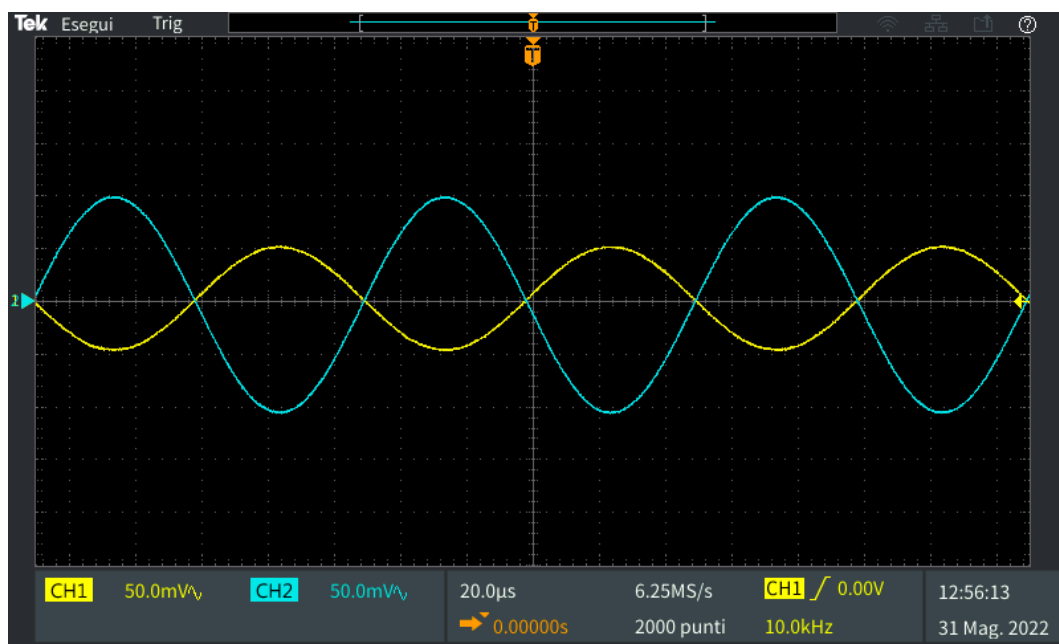 Tek Esegui Trig
T
T
CH1 50.0mV CH2 50.0mV 20.0µs 6.25MS/s CH1 0.00V 12:56:13
0.00000s 2000 punti 10.0kHz 31 Mag. 2022